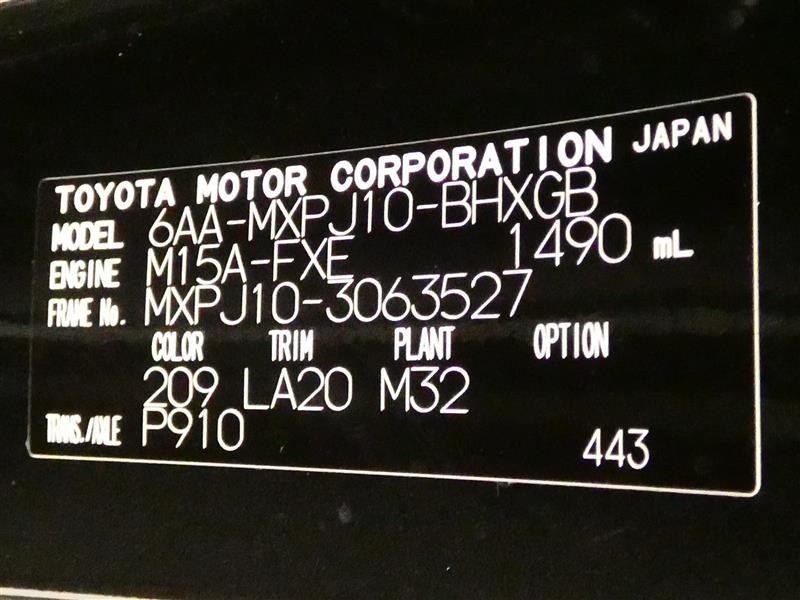 TOYOTA MOTOR CORPORATION JAPAN
MODEL 6AA-MXPJ10-BHXGB
ENGINE M15A-FXE 1490 mL
FRAME No. MXPJ10-3063527
COLOR TRIM PLANT OPTION
209 LA20 M32
TRANS./AXLE P910
443